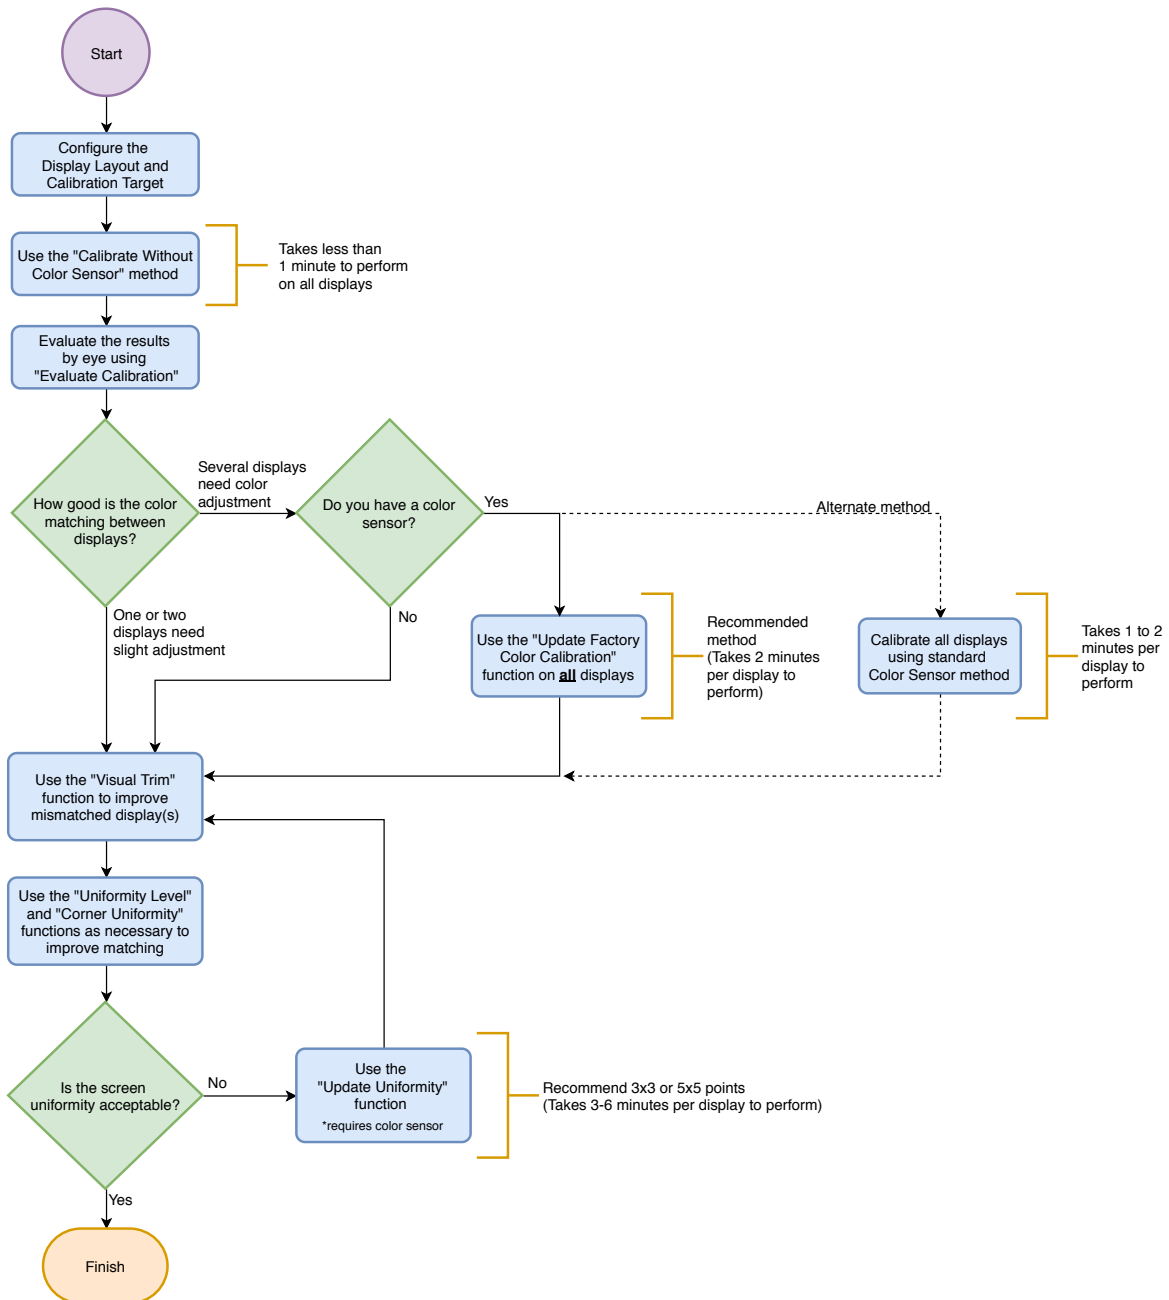 Start
Configure the
Display Layout and
Calibration Target
Use the "Calibrate Without
Color Sensor" method
Takes less than
1 minute to perform
on all displays
Evaluate the results
by eye using
"Evaluate Calibration"
How good is the color
matching between
displays?
Several displays
need color
adjustment
Do you have a color
sensor?
Yes
Alternate method
One or two
displays need
slight adjustment
No
Use the "Update Factory
Color Calibration"
function on all displays
Recommended
method
(Takes 2 minutes
per display to
perform)
Calibrate all displays
using standard
Color Sensor method
Takes 1 to 2
minutes per
display to
perform
Use the "Visual Trim"
function to improve
mismatched display(s)
Use the "Uniformity Level"
and "Corner Uniformity"
functions as necessary to
improve matching
Is the screen
uniformity acceptable?
No
Use the
"Update Uniformity"
function
*requires color sensor
Recommend 3x3 or 5x5 points
(Takes 3-6 minutes per display to perform)
Yes
Finish